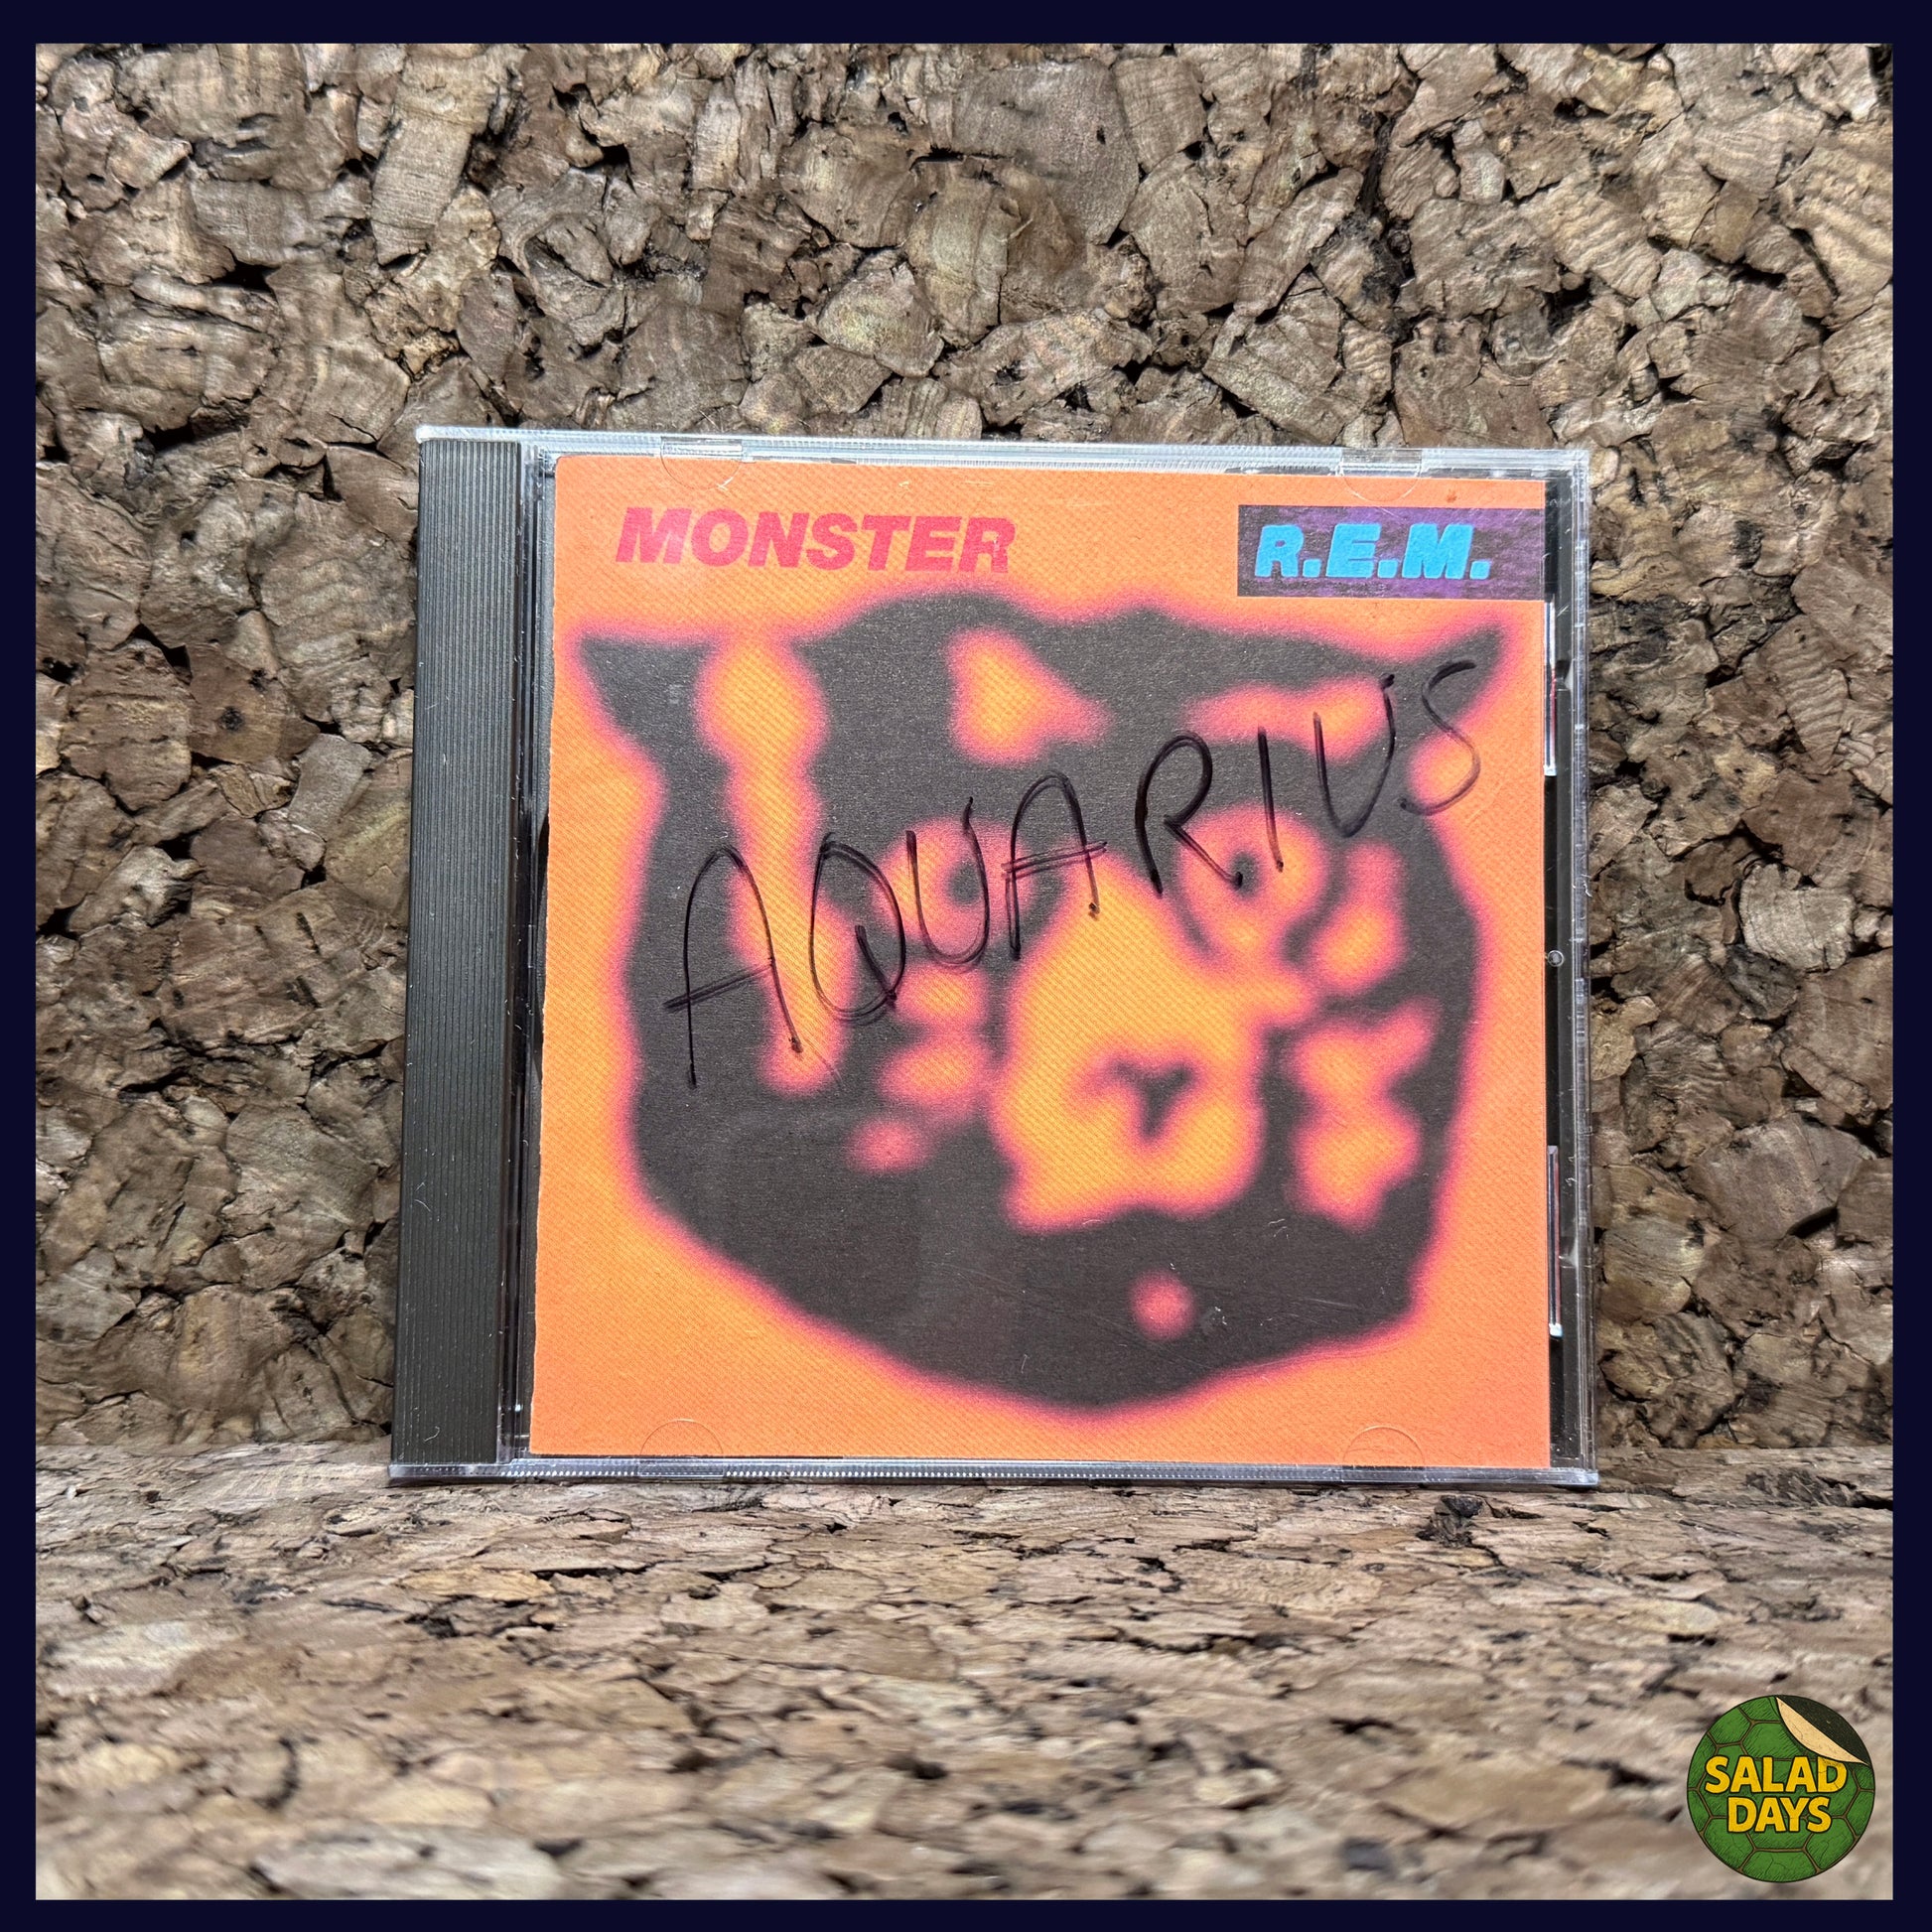 MONSTER
R.E.M.
AQUARIUS
SALAD
DAYS